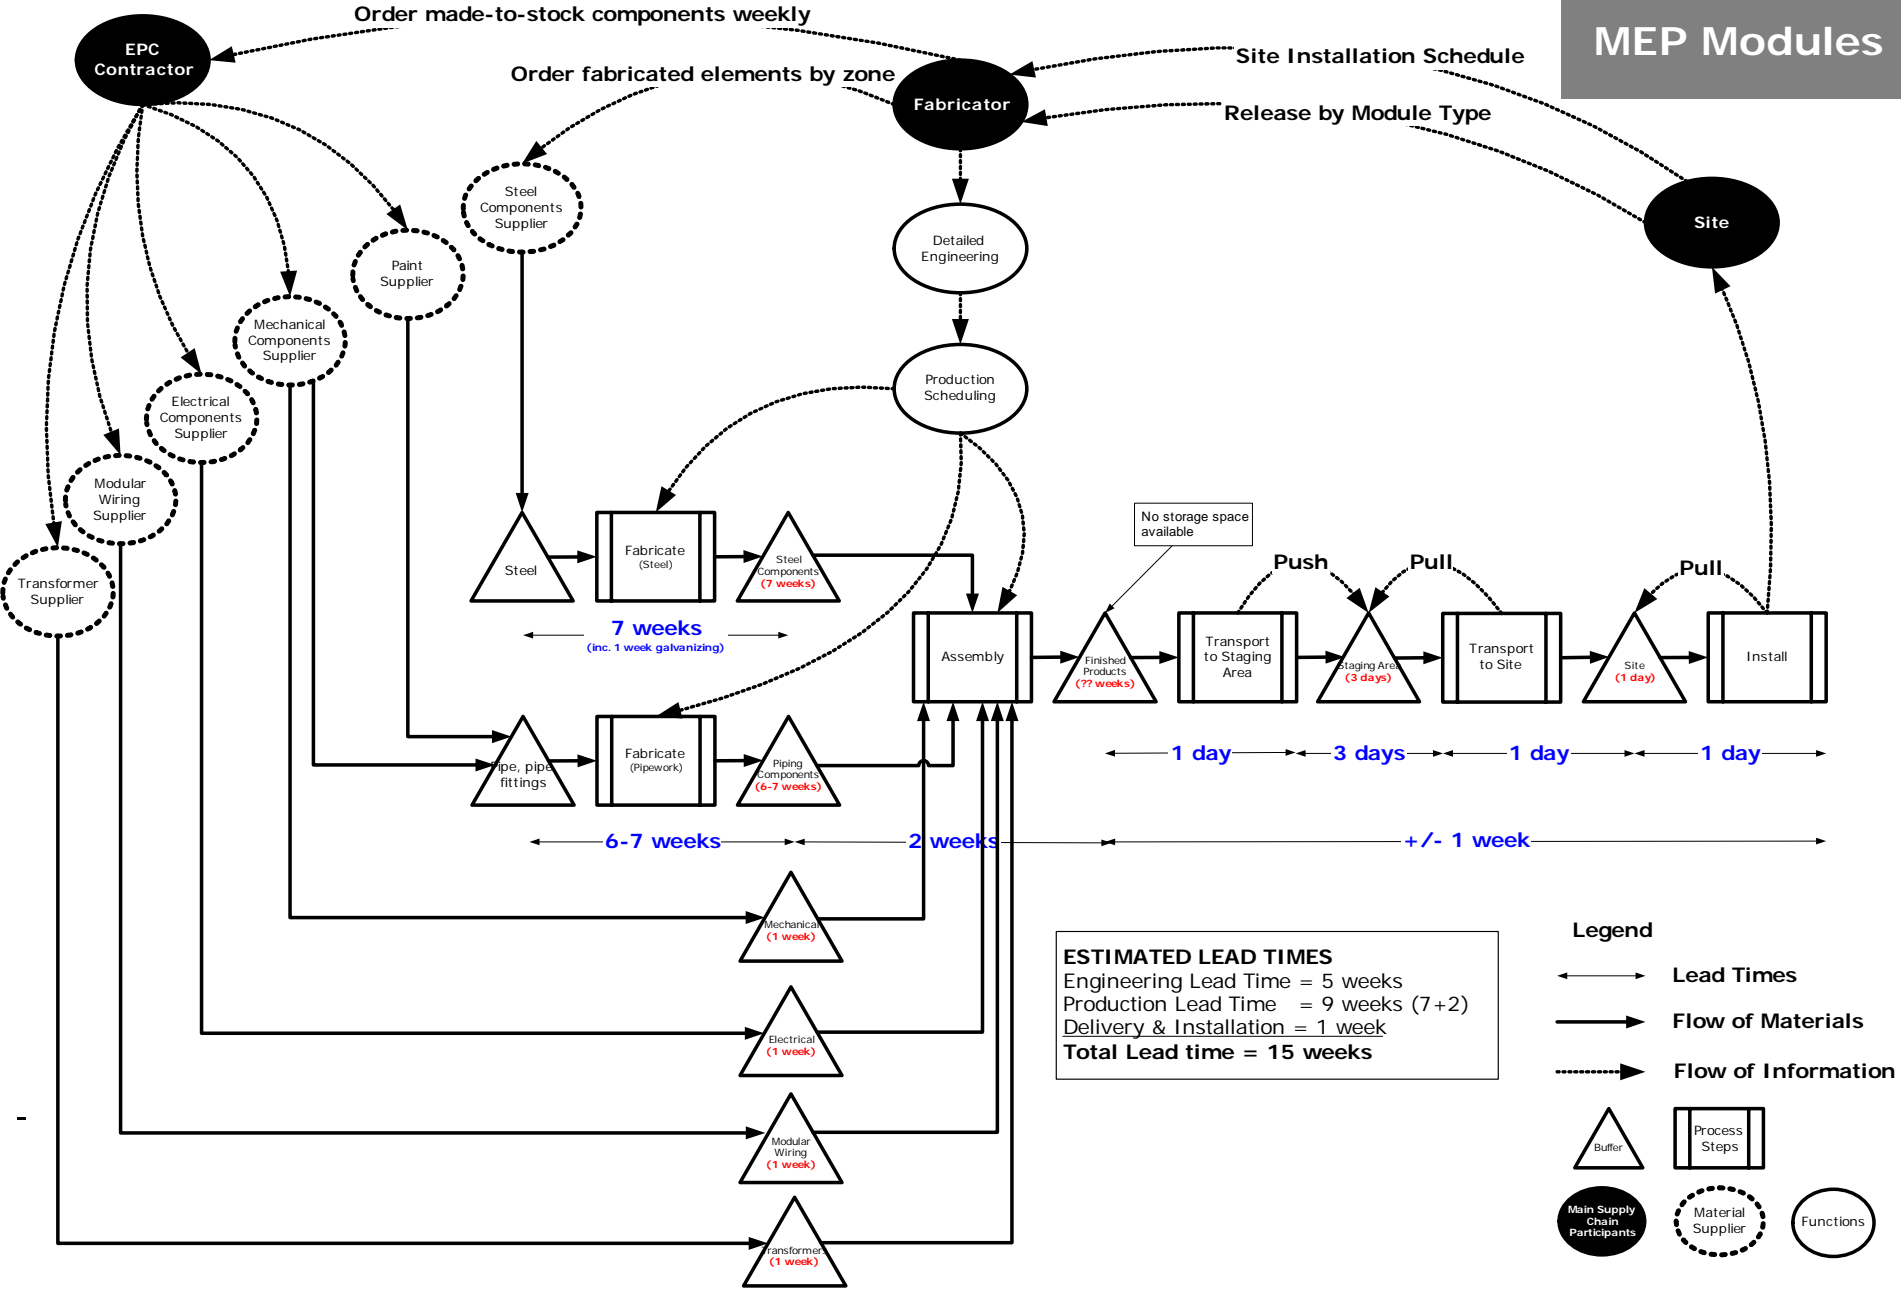 MEP Modules
Order made-to-stock components weekly
EPC
Contractor
Order fabricated elements by zone
Fabricator
Site Installation Schedule
Release by Module Type
Site
Steel
Components
Supplier
Paint
Supplier
Mechanical
Components
Supplier
Electrical
Components
Supplier
Modular
Wiring
Supplier
Transformer
Supplier
Detailed
Engineering
Production
Scheduling
Steel
Fabricate
(Steel)
Steel
Components
(7 weeks)
7 weeks
(inc. 1 week galvanizing)
No storage space
available
Push
Pull
Pull
Assembly
Finished
Products
(?? weeks)
Transport
to Staging
Area
Staging Area
(3 days)
Transport
to Site
Site
(1 day)
Install
Pipe, pipe
fittings
Fabricate
(Pipework)
Piping
Components
(6-7 weeks)
1 day
3 days
1 day
1 day
6-7 weeks
2 weeks
+/- 1 week
Mechanical
(1 week)
Electrical
(1 week)
Modular
Wiring
(1 week)
Transformers
(1 week)
ESTIMATED LEAD TIMES
Engineering Lead Time = 5 weeks
Production Lead Time = 9 weeks (7+2)
Delivery & Installation = 1 week
Total Lead time = 15 weeks
Legend
Lead Times
Flow of Materials
Flow of Information
Buffer
Process
Steps
Main Supply
Chain
Participants
Material
Supplier
Functions
-